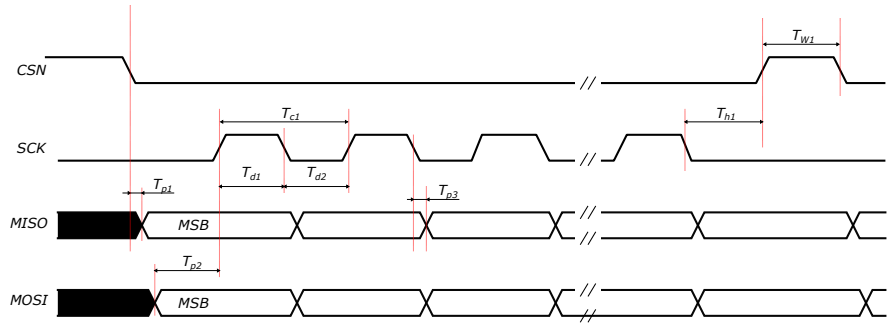 T_W1
CSN
T_c1
T_h1
SCK
T_d1 T_d2
T_p1 T_p3
MISO MSB
T_p2
MOSI MSB